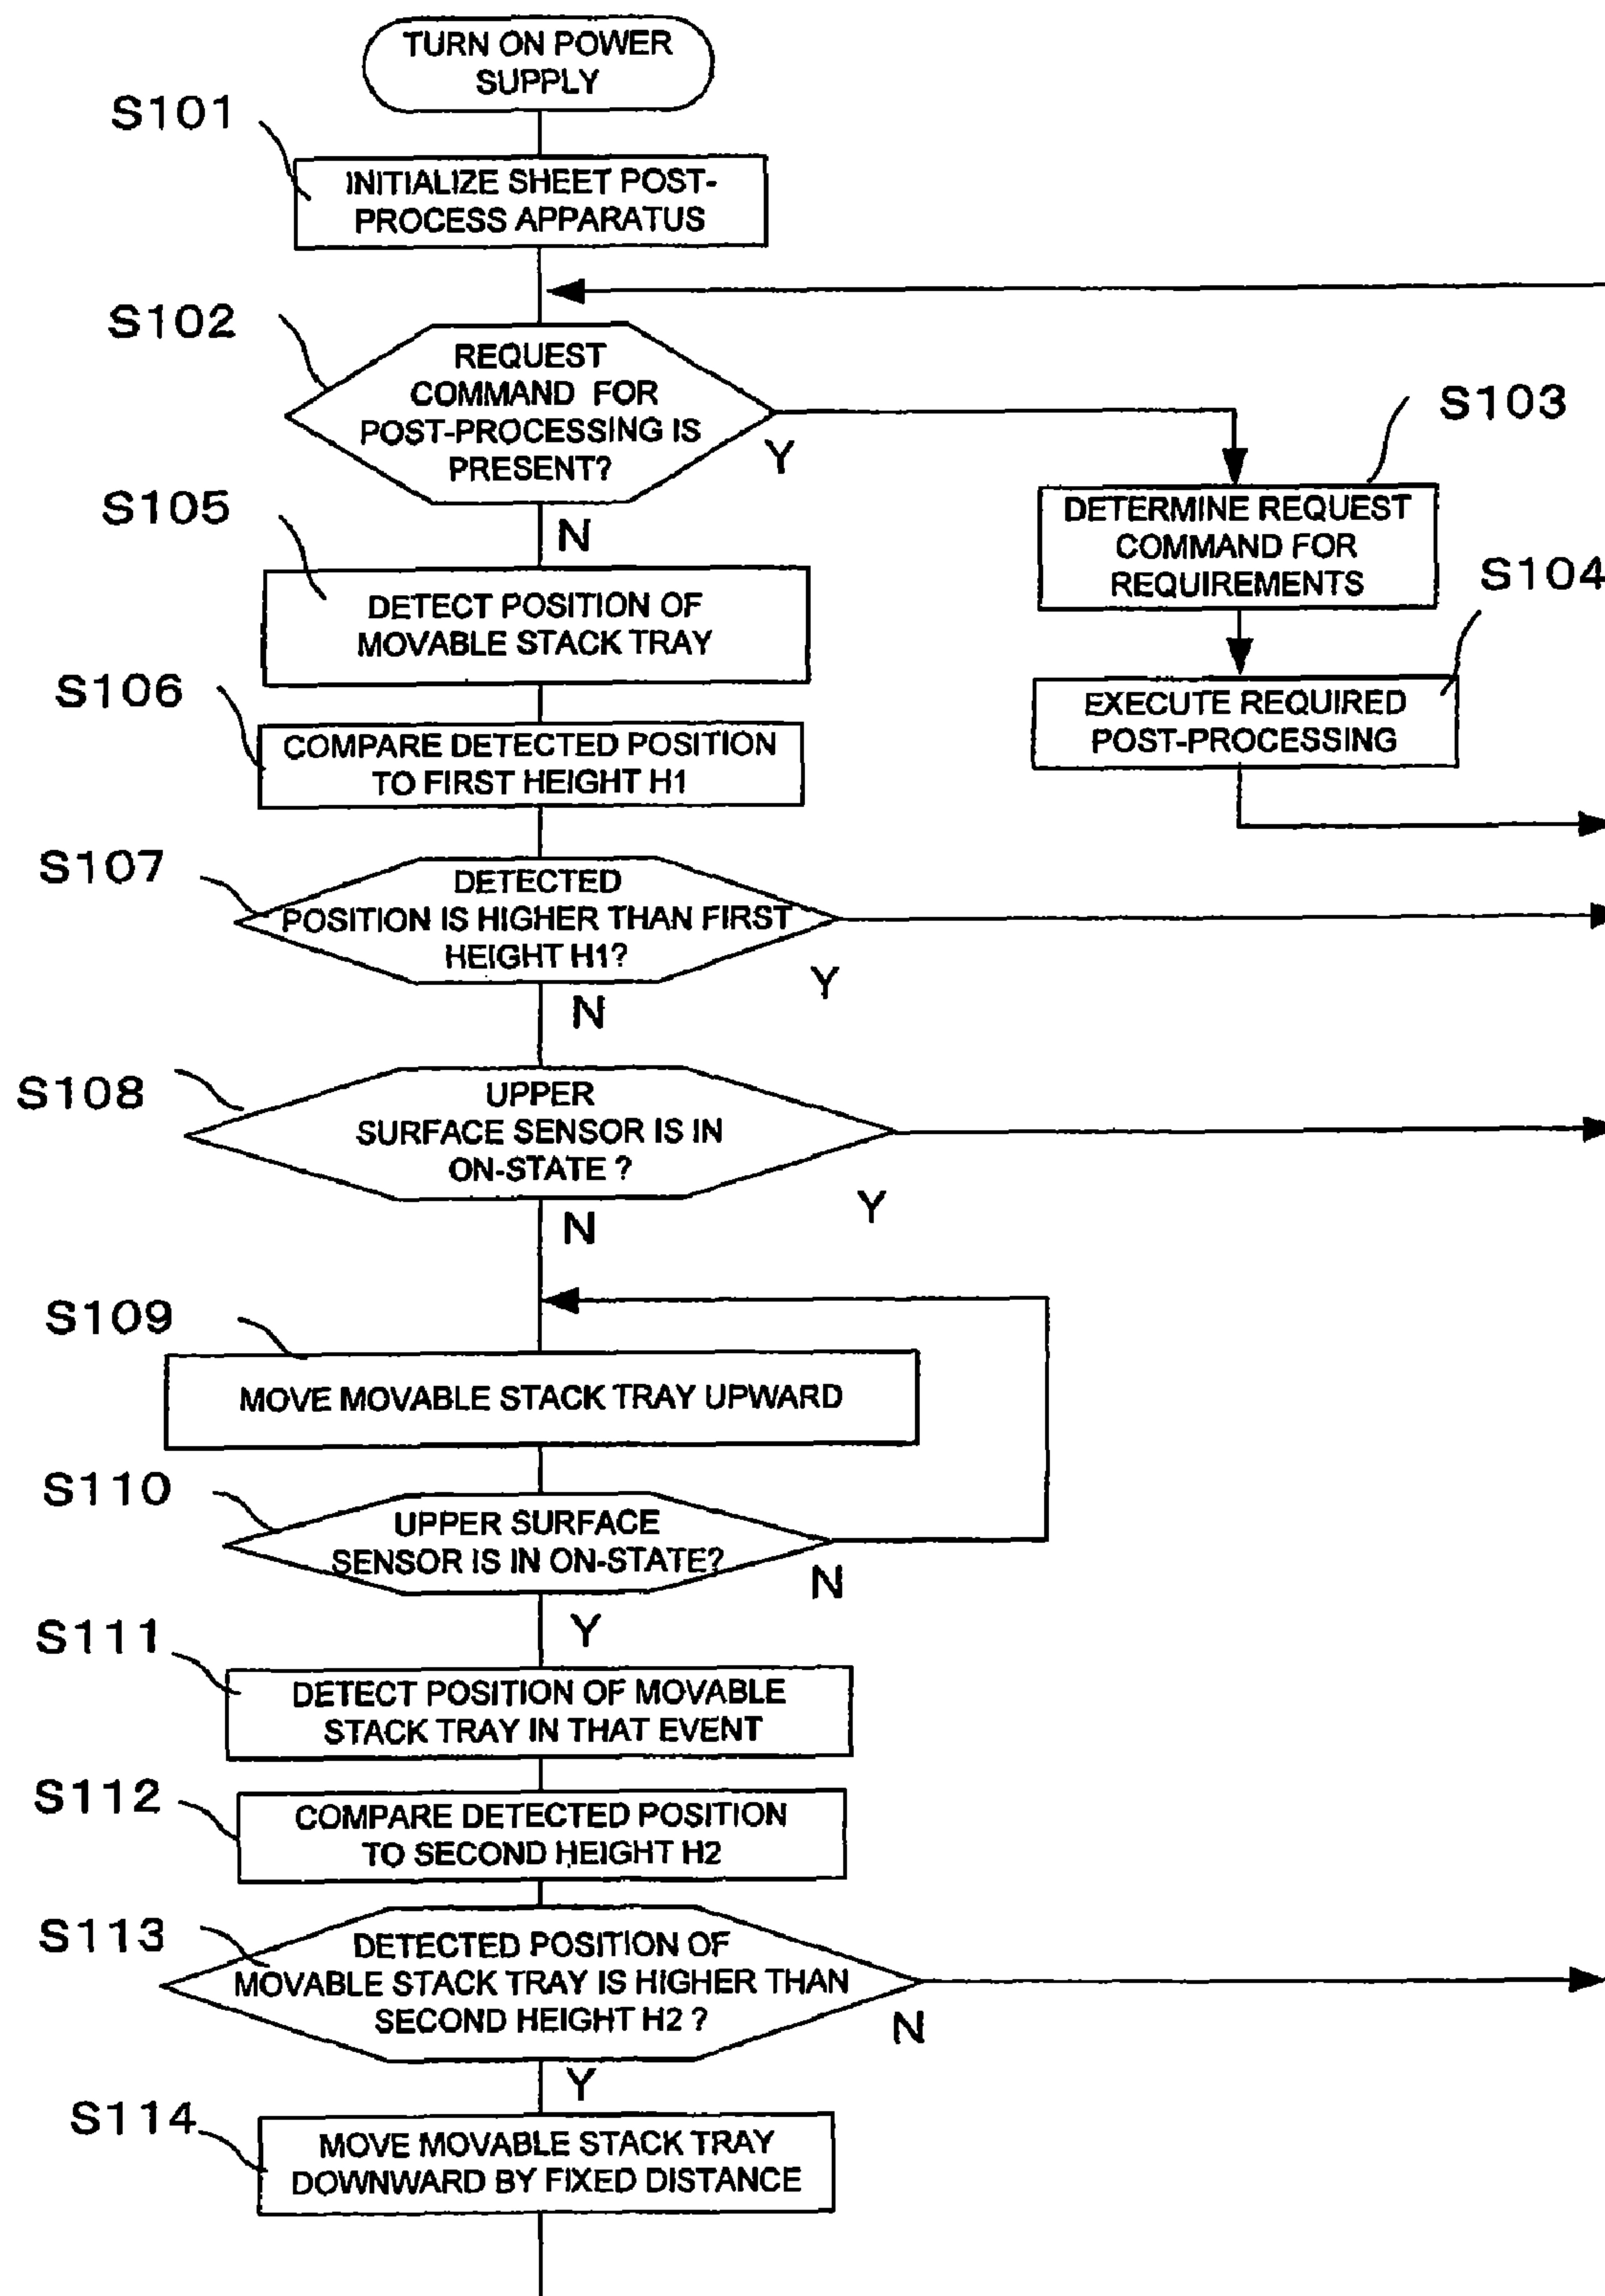 TURN ON POWER
SUPPLY
S101
INITIALIZE SHEET POST-
PROCESS APPARATUS
S102
REQUEST
COMMAND FOR
POST-PROCESSING IS
PRESENT?
Y
N
S103
DETERMINE REQUEST
COMMAND FOR
REQUIREMENTS
S104
EXECUTE REQUIRED
POST-PROCESSING
S105
DETECT POSITION OF
MOVABLE STACK TRAY
S106
COMPARE DETECTED POSITION
TO FIRST HEIGHT H1
S107
DETECTED
POSITION IS HIGHER THAN FIRST
HEIGHT H1?
Y
N
S108
UPPER
SURFACE SENSOR IS IN
ON-STATE ?
Y
N
S109
MOVE MOVABLE STACK TRAY UPWARD
S110
UPPER SURFACE
SENSOR IS IN ON-STATE?
N
Y
S111
DETECT POSITION OF MOVABLE
STACK TRAY IN THAT EVENT
S112
COMPARE DETECTED POSITION
TO SECOND HEIGHT H2
S113
DETECTED POSITION OF
MOVABLE STACK TRAY IS HIGHER THAN
SECOND HEIGHT H2 ?
N
Y
S114
MOVE MOVABLE STACK TRAY
DOWNWARD BY FIXED DISTANCE